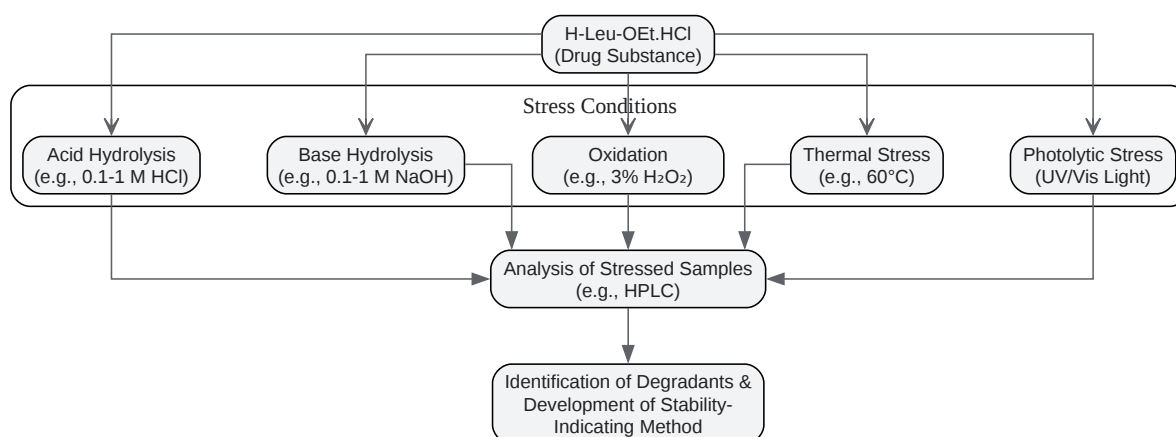 H-Leu-OEt.HCl
(Drug Substance)
Stress Conditions
Acid Hydrolysis
(e.g., 0.1-1 M HCl)
Base Hydrolysis
(e.g., 0.1-1 M NaOH)
Oxidation
(e.g., 3% H₂O₂)
Thermal Stress
(e.g., 60°C)
Photolytic Stress
(UV/Vis Light)
Analysis of Stressed Samples
(e.g., HPLC)
Identification of Degradants &
Development of Stability-
Indicating Method